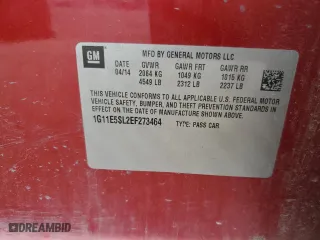 GM
MFD BY GENERAL MOTORS LLC
DATE GVWR GAWR FRT GAWR RR
04/14 2064 KG 1049 KG 1015 KG
4549 LB 2312 LB 2237 LB
THIS VEHICLE CONFORMS TO ALL APPLICABLE U.S. FEDERAL MOTOR
VEHICLE SAFETY, BUMPER, AND THEFT PREVENTION STANDARDS
IN EFFECT ON THE DATE OF MANUFACTURE SHOWN ABOVE.
1G11E5SL2EF273464 TYPE: PASS CAR
© DREAMBID
DREAMBID.COM